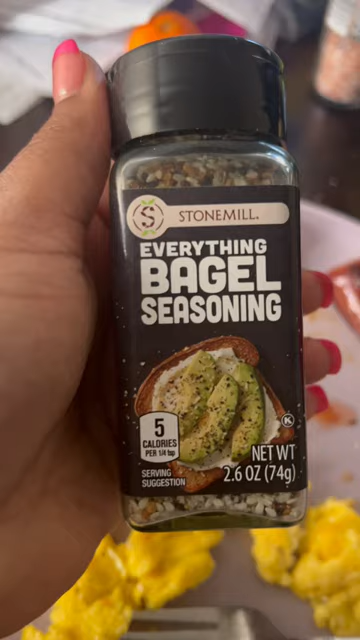 S STONEMILL.
EVERYTHING
BAGEL
SEASONING
5
CALORIES
PER 1/4 tsp
SERVING
SUGGESTION
K
NET WT
2.6 OZ (74g)